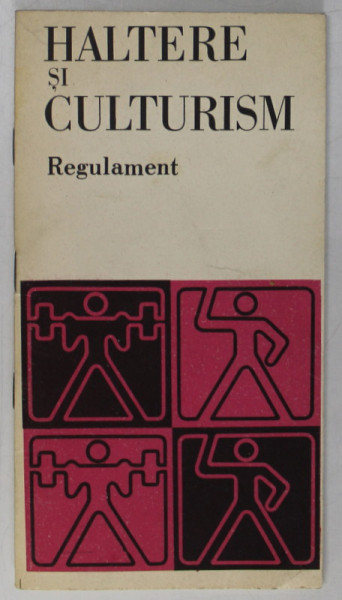 HALTERE
ȘI
CULTURISM
Regulament